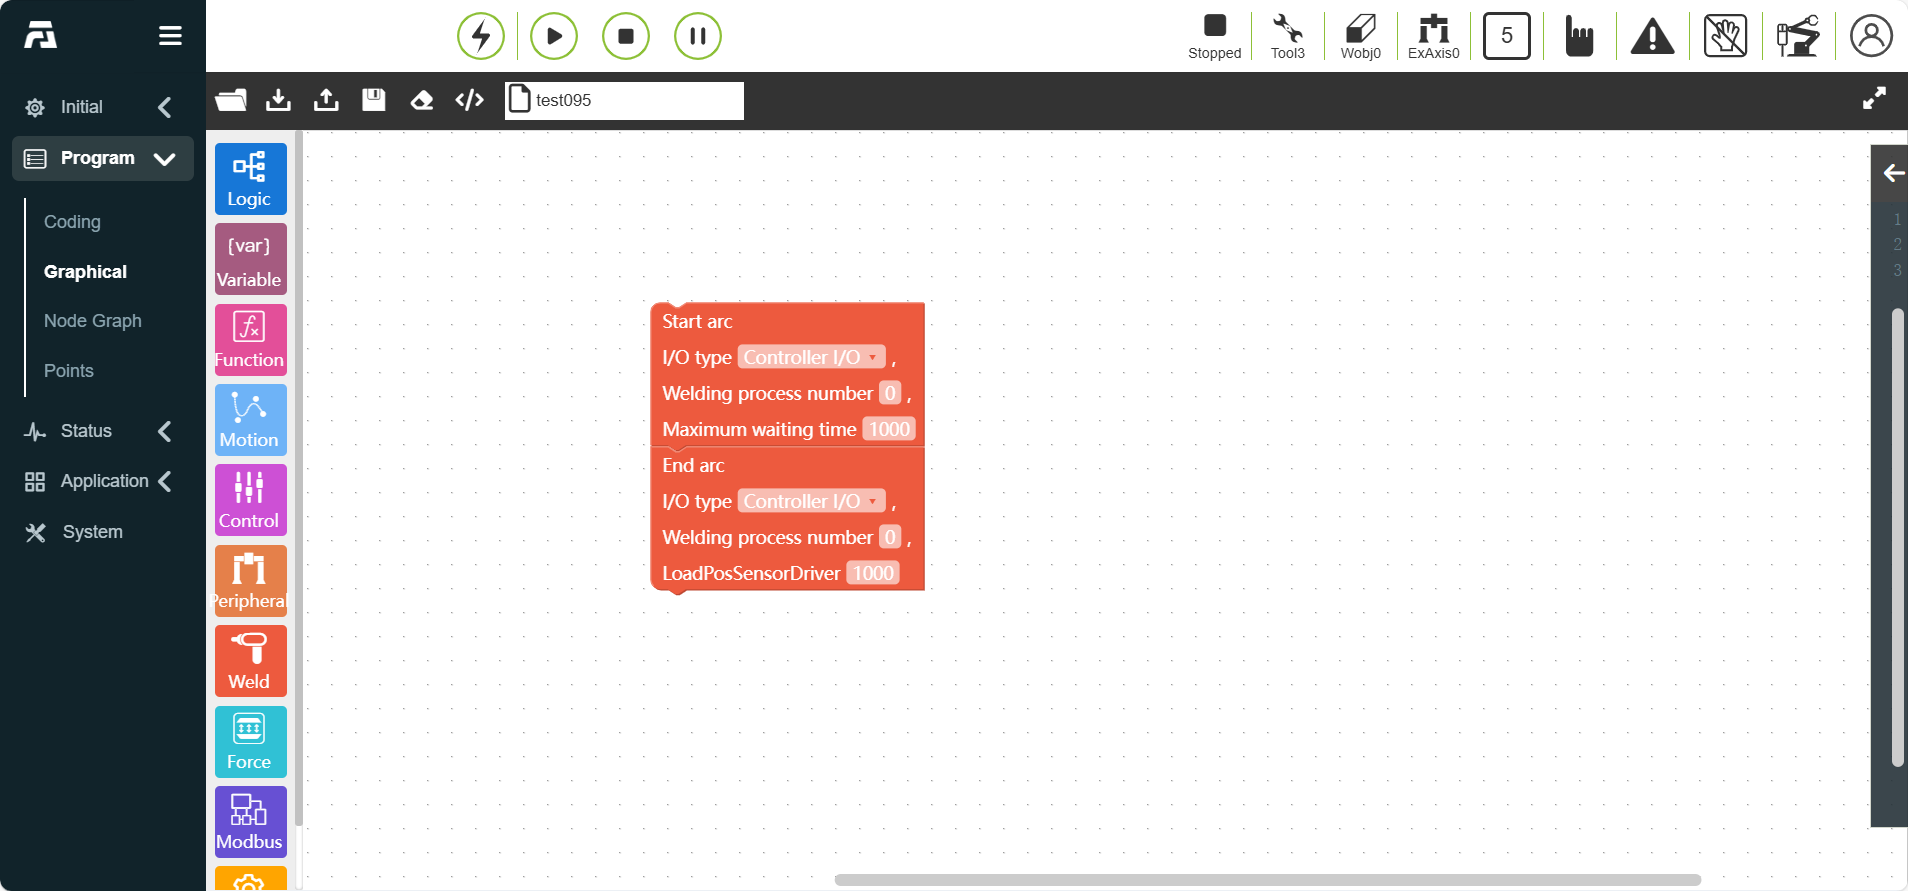 Stopped
Tool3
Wobj0
ExAxis0
5
Initial
Program
Coding
Graphical
Node Graph
Points
Status
Application
System
test095
Logic
{var}
Variable
fx
Function
Motion
Control
Peripheral
Weld
Force
Modbus
Start arc
I/O type Controller I/O ,
Welding process number 0 ,
Maximum waiting time 1000
End arc
I/O type Controller I/O ,
Welding process number 0 ,
LoadPosSensorDriver 1000
1
2
3